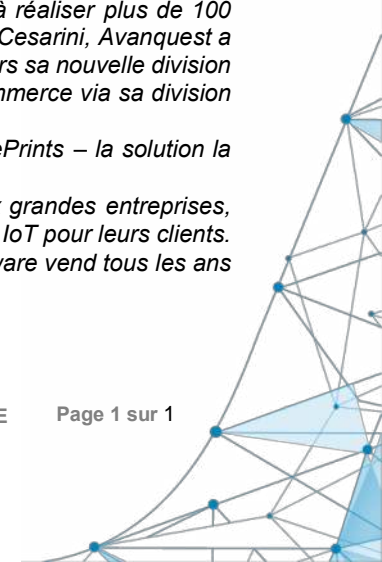 à réaliser plus de 100
Cesarini, Avanquest a
rs sa nouvelle division
mmerce via sa division
ePrints – la solution la
x grandes entreprises,
IoT pour leurs clients.
ware vend tous les ans
E Page 1 sur 1